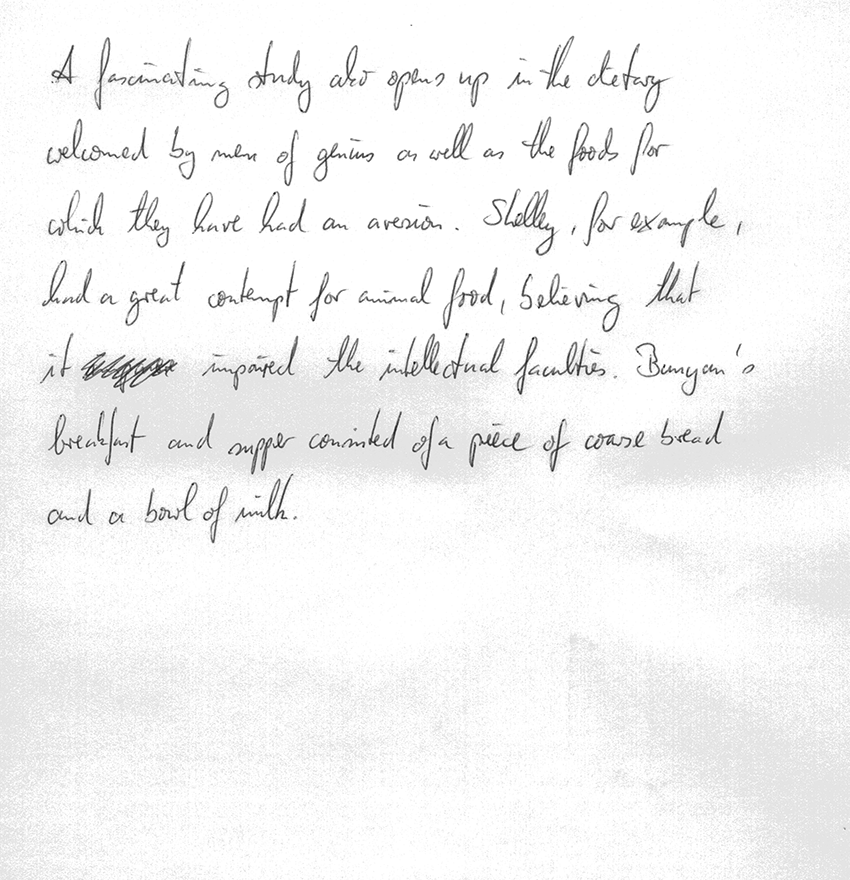 A fascinating study also opens up in the dietary
welcomed by men of genius as well as the foods for
which they have had an aversion. Shelley, for example,
had a great contempt for animal food, believing that
it impaired the intellectual faculties. Bunyan's
breakfast and supper consisted of a piece of coarse bread
and a bowl of milk.